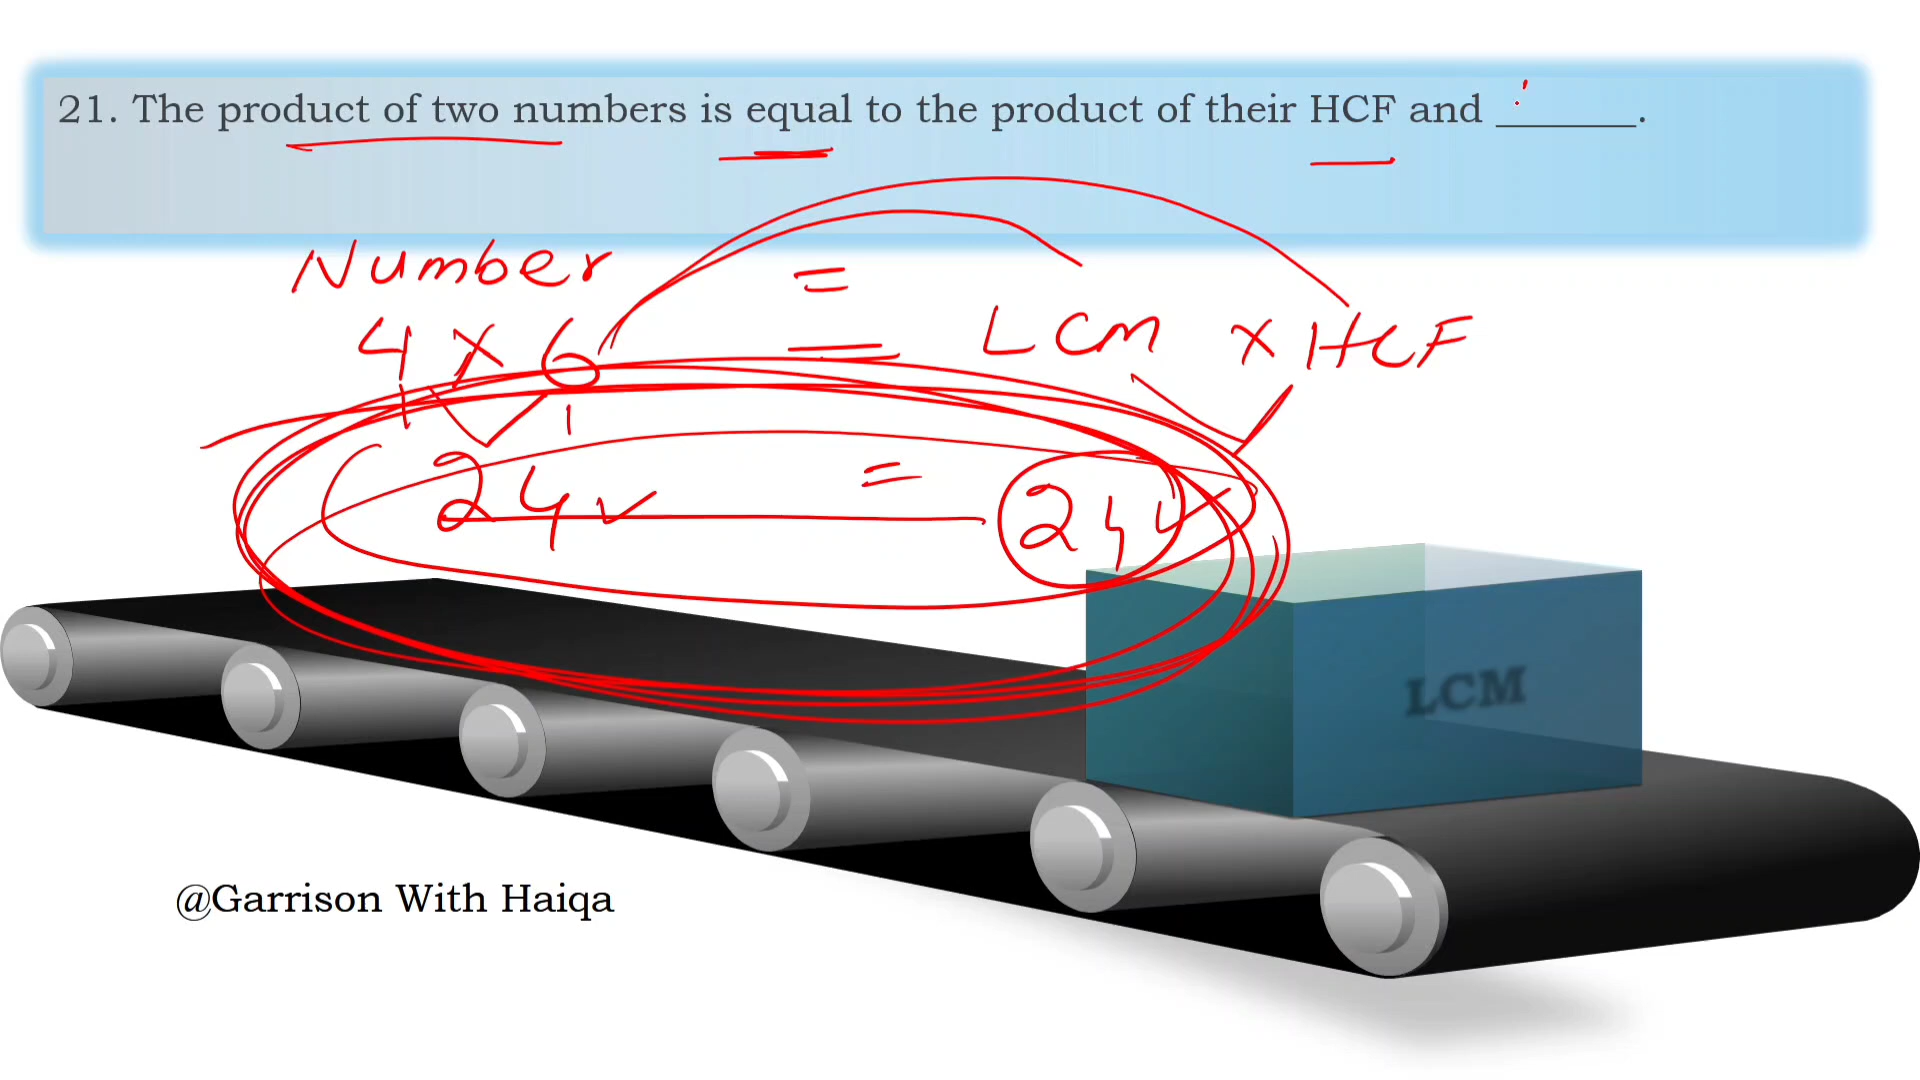 21. The product of two numbers is equal to the product of their HCF and _______.
Number =
4 x 6 = LCM x HCF
24 = 24
LCM
@Garrison With Haiqa